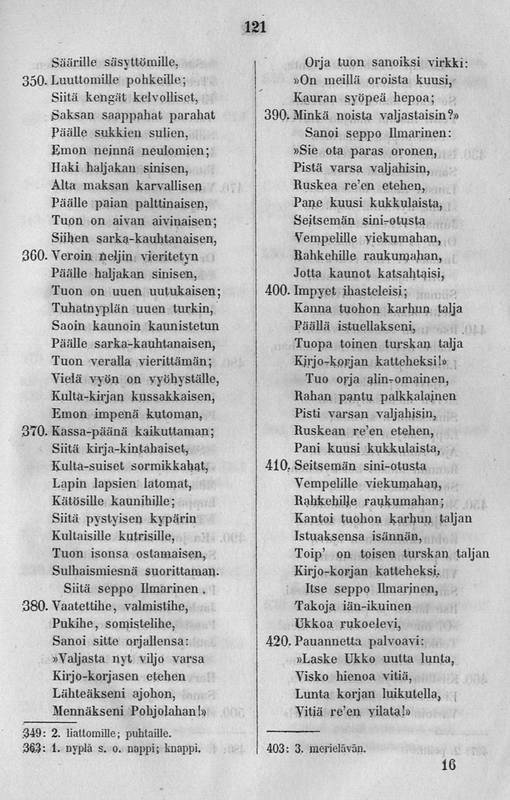 121
Säärille säsyttömille,
350. Luuttomille pohkeille;
Siitä kengät kelvolliset,
Saksan saappahat parahat
Päälle sukkien sulien,
Emon neinnä neulomien;
Haki haljakan sinisen,
Alta maksan karvallisen
Päälle paian palttinaisen,
Tuon on aivan aivinaisen;
Siihen sarka-kauhtanaisen,
360. Veroin neljin vieritetyn
Päälle haljakan sinisen,
Tuon on uuen uutukaisen;
Tuhatnyplän uuen turkin,
Saoin kaunoin kaunistetun
Päälle sarka-kauhtanaisen,
Tuon veralla vierittämän;
Vielä vyön on vyöhyställe,
Kulta-kirjan kussakkaisen,
Emon impenä kutoman,
370. Kassa-päänä kaikuttaman;
Siitä kirja-kintahaiset,
Kulta-suiset sormikkahat,
Lapin lapsien latomat,
Kätösille kaunihille;
Siitä pystyisen kypärin
Kultaisille kutrisille,
Tuon isonsa ostamaisen,
Sulhaismiesnä suorittaman.
Siitä seppo Ilmarinen
380. Vaatettihe, valmistihe,
Pukihe, somistelihe,
Sanoi sitte orjallensa:
»Valjasta nyt viljo varsa
Kirjo-korjasen etehen
Lähteäkseni ajohon,
Mennäkseni Pohjolahan!»
349: 2. liattomille; puhtaille.
363: 1. nyplä s. o. nappi; knappi.
Orja tuon sanoiksi virkki:
»On meillä oroista kuusi,
Kauran syöpeä hepoa;
390. Minkä noista valjastaisin?»
Sanoi seppo Ilmarinen:
»Sie ota paras oronen,
Pistä varsa valjahisin,
Ruskea re'en etehen,
Pane kuusi kukkulaista,
Seitsemän sini-otusta
Vempelille viekumahan,
Rahkehille raukumahan,
Jotta kaunot katsahtaisi,
400. Impyet ihasteleisi;
Kanna tuohon karhun talja
Päällä istuellakseni,
Tuopa toinen turskan talja
Kirjo-korjan katteheksi!»
Tuo orja alin-omainen,
Rahan pantu palkkalainen
Pisti varsan valjahisin,
Ruskean re'en etehen,
Pani kuusi kukkulaista,
410. Seitsemän sini-otusta
Vempelille viekumahan,
Rahkehille raukumahan;
Kantoi tuohon karhun taljan
Istuaksensa isännän,
Toip' on toisen turskan taljan
Kirjo-korjan katteheksi.
Itse seppo Ilmarinen,
Takoja iän-ikuinen
Ukkoa rukoelevi,
420. Pauannetta palvoavi:
»Laske Ukko uutta lunta,
Visko hienoa vitiä,
Lunta korjan luikutella,
Vitiä re'en vilata!»
403: 3. merielävän.
16